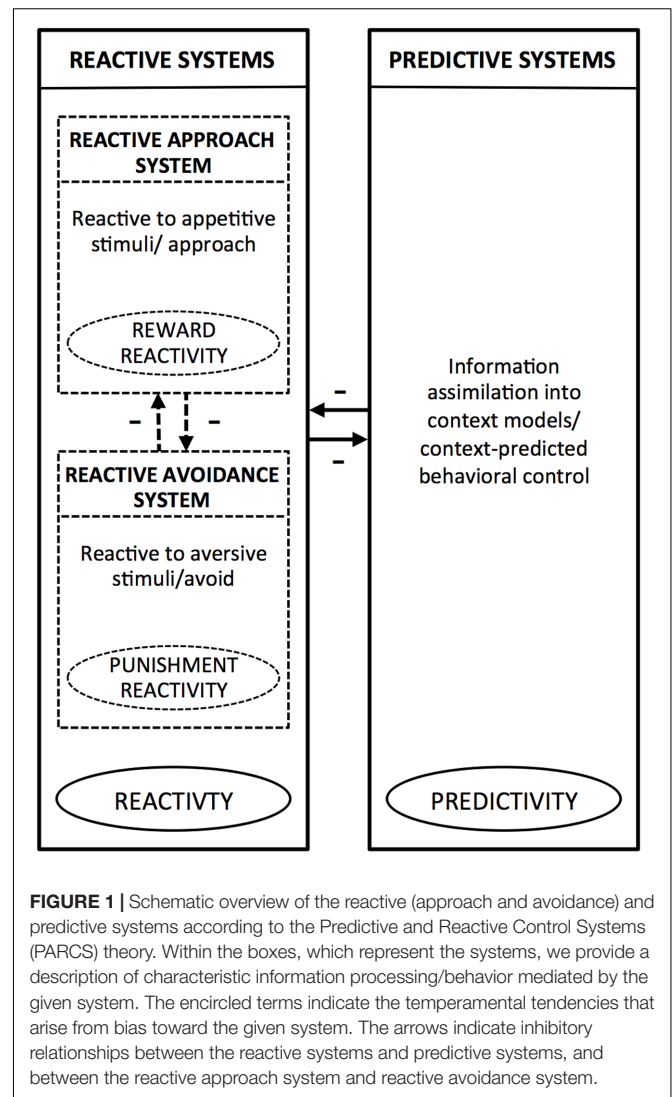 REACTIVE SYSTEMS
REACTIVE APPROACH
SYSTEM
Reactive to appetitive
stimuli/ approach
REWARD
REACTIVITY
–
–
REACTIVE AVOIDANCE
SYSTEM
Reactive to aversive
stimuli/avoid
PUNISHMENT
REACTIVITY
REACTIVTY
–
–
PREDICTIVE SYSTEMS
Information
assimilation into
context models/
context-predicted
behavioral control
PREDICTIVITY
FIGURE 1 | Schematic overview of the reactive (approach and avoidance) and
predictive systems according to the Predictive and Reactive Control Systems
(PARCS) theory. Within the boxes, which represent the systems, we provide a
description of characteristic information processing/behavior mediated by the
given system. The encircled terms indicate the temperamental tendencies that
arise from bias toward the given system. The arrows indicate inhibitory
relationships between the reactive systems and predictive systems, and
between the reactive approach system and reactive avoidance system.